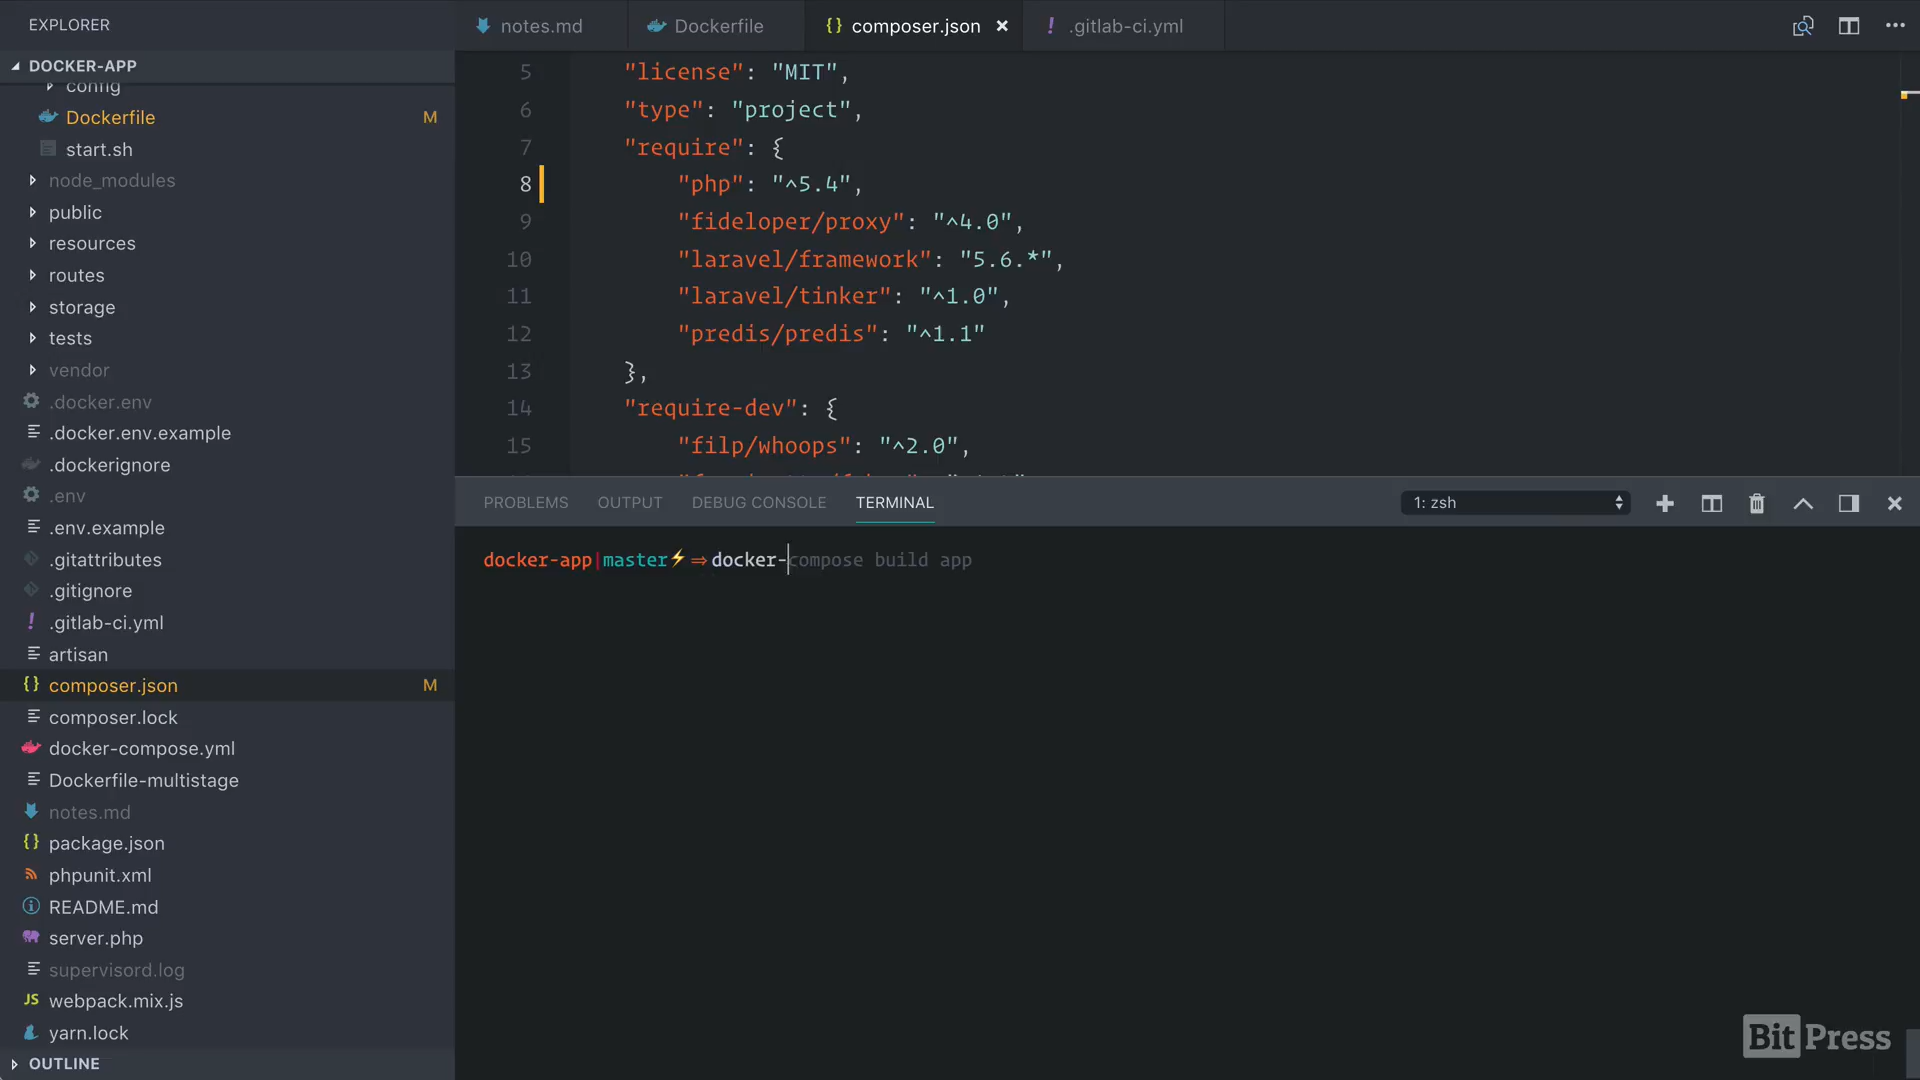 EXPLORER
DOCKER-APP
config
Dockerfile M
start.sh
node_modules
public
resources
routes
storage
tests
vendor
.docker.env
.docker.env.example
.dockerignore
.env
.env.example
.gitattributes
.gitignore
.gitlab-ci.yml
artisan
composer.json M
composer.lock
docker-compose.yml
Dockerfile-multistage
notes.md
package.json
phpunit.xml
README.md
server.php
supervisord.log
JS webpack.mix.js
yarn.lock
OUTLINE
notes.md Dockerfile {} composer.json × ! .gitlab-ci.yml
5 "license": "MIT",
6 "type": "project",
7 "require": {
8 "php": "^5.4",
9 "fideloper/proxy": "^4.0",
10 "laravel/framework": "5.6.*",
11 "laravel/tinker": "^1.0",
12 "predis/predis": "^1.1"
13 },
14 "require-dev": {
15 "filp/whoops": "^2.0",
PROBLEMS OUTPUT DEBUG CONSOLE TERMINAL 1: zsh
docker-app|master⚡⇒docker-compose build app
Bit Press